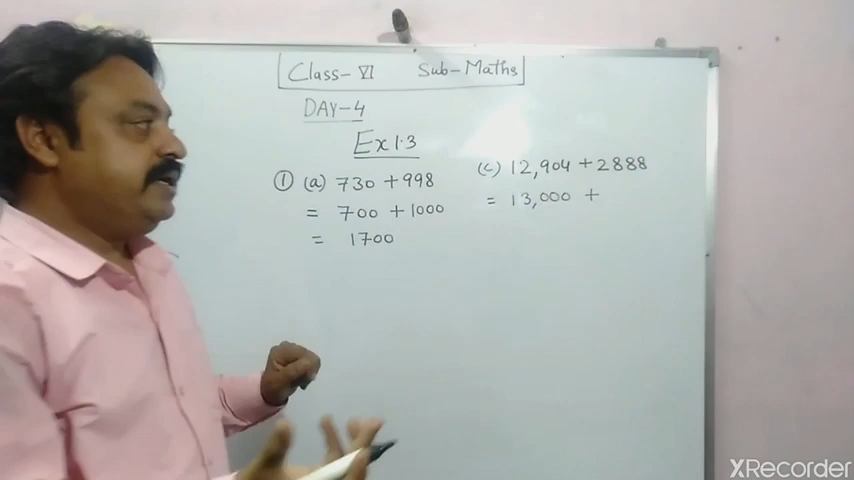 Class-VI Sub-Maths
DAY-4
Ex 1.3
① (a) 730 + 998
= 700 + 1000
= 1700
(c) 12,904 + 2888
= 13,000 +
XRecorder